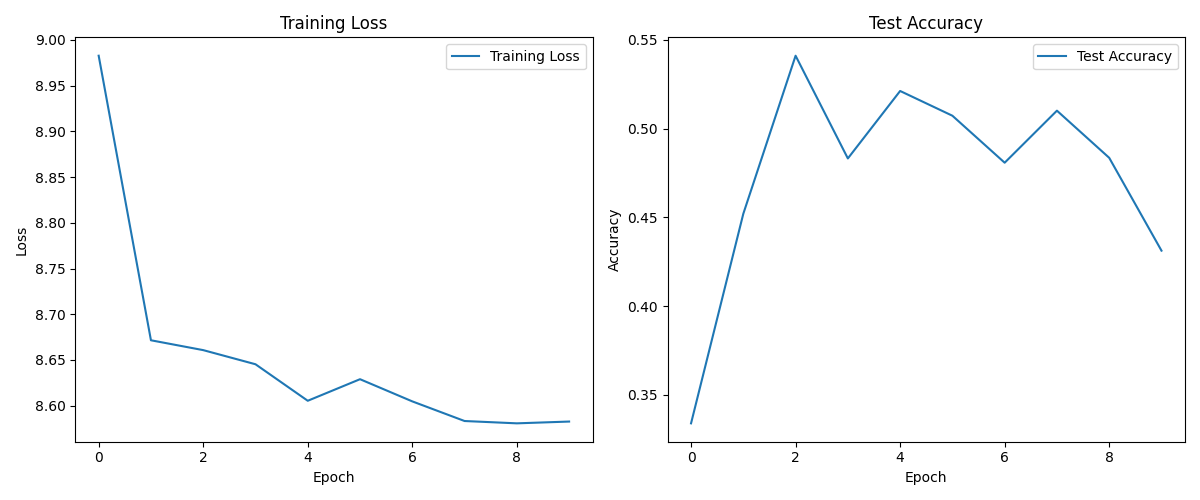 Training Loss
9.00
8.95
8.90
8.85
8.80
8.75
8.70
8.65
8.60
Loss
Training Loss
0 2 4 6 8
Epoch
Test Accuracy
0.55
0.50
0.45
0.40
0.35
Accuracy
Test Accuracy
0 2 4 6 8
Epoch